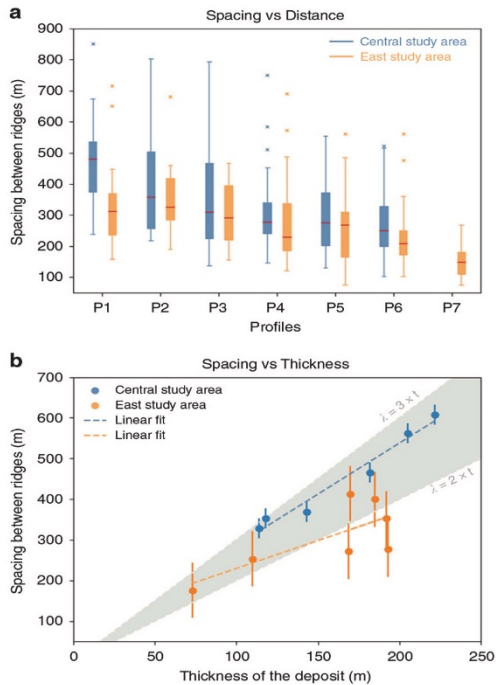 a
Spacing vs Distance
Central study area
East study area
Spacing between ridges (m)
900
800
700
600
500
400
300
200
100
P1 P2 P3 P4 P5 P6 P7
Profiles
b
Spacing vs Thickness
Central study area
East study area
Linear fit
Linear fit
λ = 3 × t
λ = 2 × t
Spacing between ridges (m)
700
600
500
400
300
200
100
0 50 100 150 200 250
Thickness of the deposit (m)